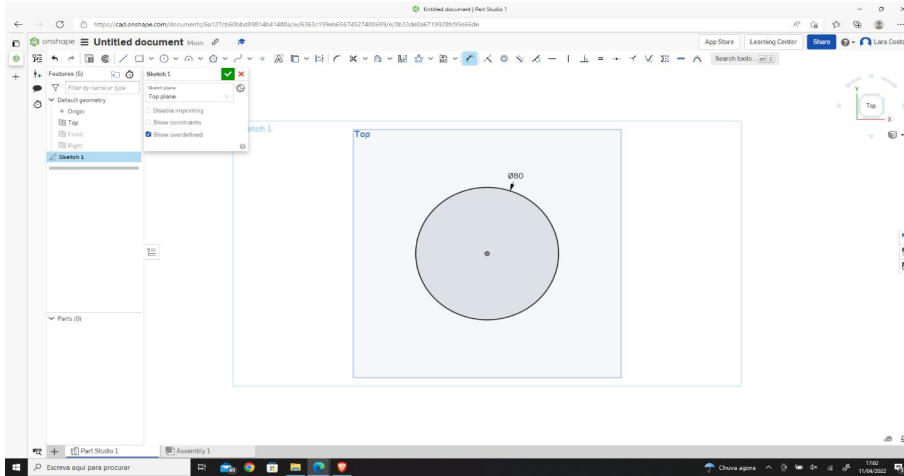 Untitled document | Part Studio 1
https://cad.onshape.com/documents/6a127cb60bbd89814b41488a/w/6363c199eb65674527400699/e/3b33de0a6719928fc95e66de
onshape Untitled document Main
App Store Learning Center Share Lara Costa
Search tools... alt C
Features (5)
Filter by name or type
Default geometry
Origin
Top
Front
Right
Sketch 1
Sketch 1
Sketch plane
Top plane
Disable imprinting
Show constraints
Show overdefined
Top
Ø80
Y
Top
X
Parts (0)
Part Studio 1 Assembly 1
Escreva aqui para procurar
Chuva agora
17:02
11/04/2022